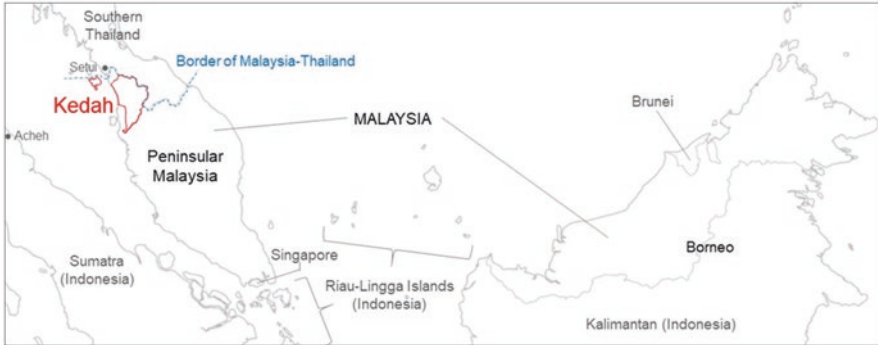 Southern
Thailand
Setul
Border of Malaysia-Thailand
Kedah
Brunei
MALAYSIA
Acheh
Peninsular
Malaysia
Singapore
Borneo
Sumatra
(Indonesia)
Riau-Lingga Islands
(Indonesia)
Kalimantan (Indonesia)